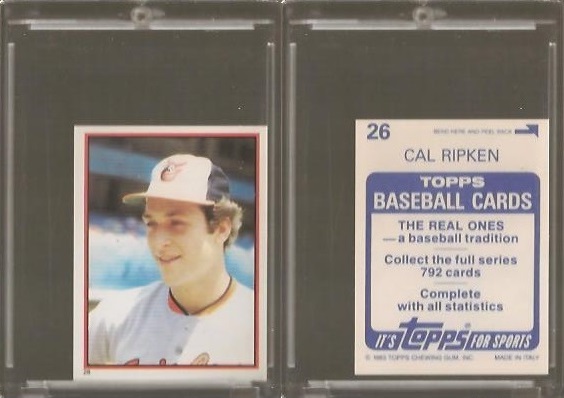 26
26
BEND HERE AND PEEL BACK
CAL RIPKEN
TOPPS
BASEBALL CARDS
THE REAL ONES
—a baseball tradition
Collect the full series
792 cards
Complete
with all statistics
IT'S topps FOR SPORTS
© 1983 TOPPS CHEWING GUM, INC. MADE IN ITALY